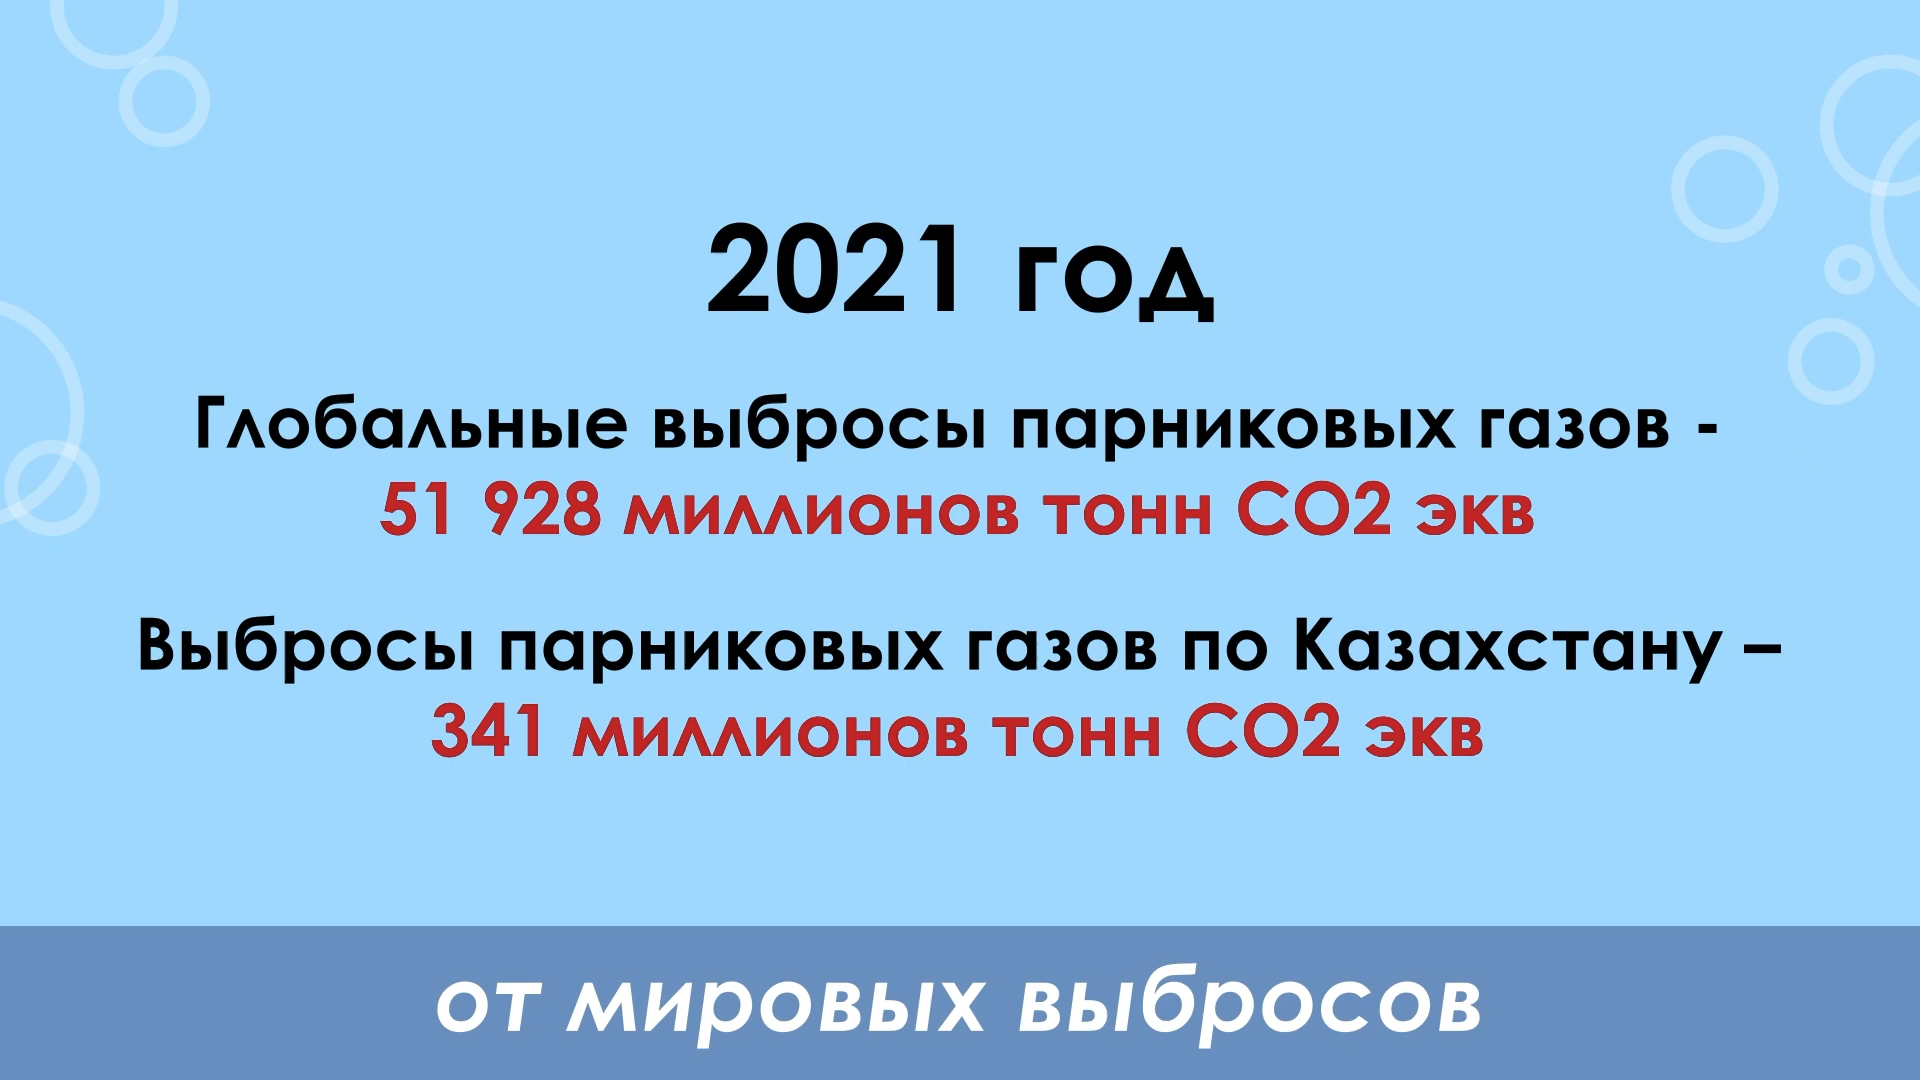 2021 год
Глобальные выбросы парниковых газов -
51 928 миллионов тонн СО2 экв
Выбросы парниковых газов по Казахстану –
341 миллионов тонн СО2 экв
от мировых выбросов